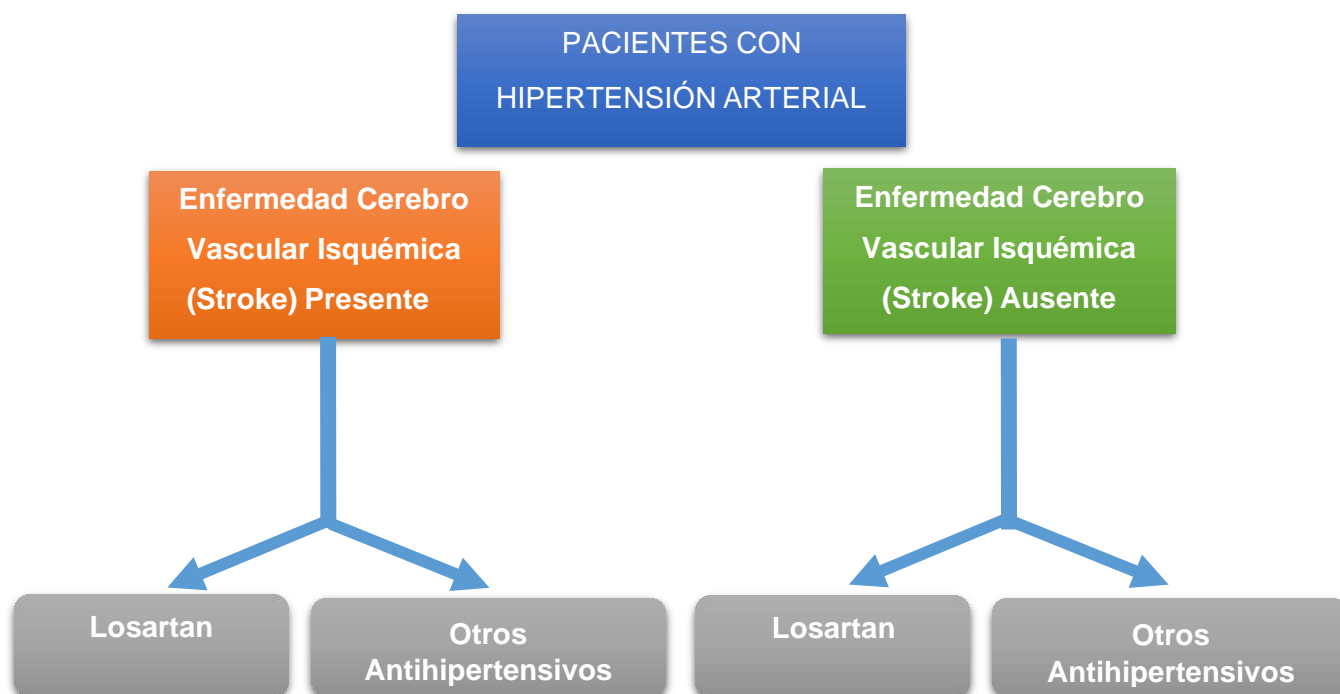 PACIENTES CON
HIPERTENSIÓN ARTERIAL
Enfermedad Cerebro
Vascular Isquémica
(Stroke) Presente
Enfermedad Cerebro
Vascular Isquémica
(Stroke) Ausente
Losartan
Otros
Antihipertensivos
Losartan
Otros
Antihipertensivos